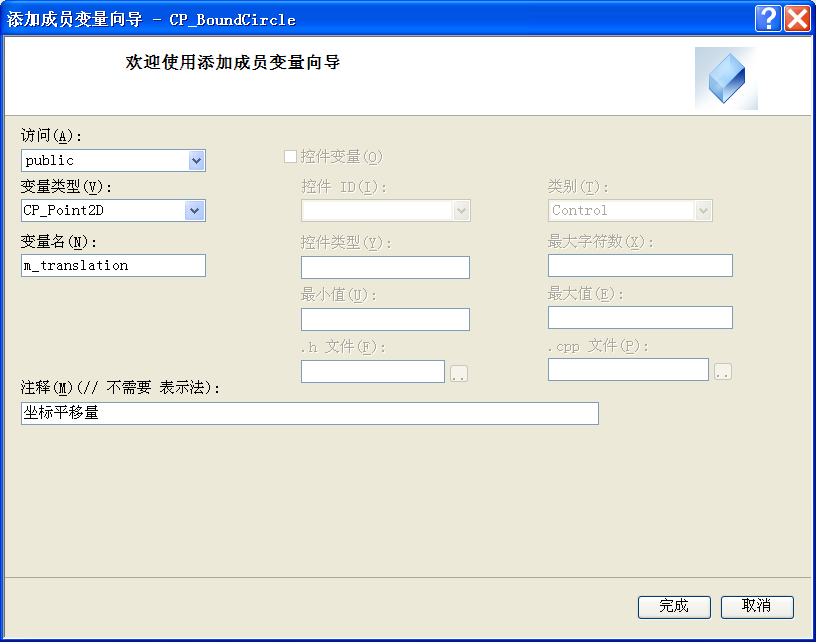 添加成员变量向导 - CP_BoundCircle
欢迎使用添加成员变量向导
访问(A):
public
控件变量(O)
变量类型(V):
控件 ID(I):
类别(T):
CP_Point2D
Control
变量名(N):
控件类型(Y):
最大字符数(X):
m_translation
最小值(U):
最大值(E):
.h 文件(F):
.cpp 文件(P):
..
..
注释(M)(// 不需要 表示法):
坐标平移量
完成
取消